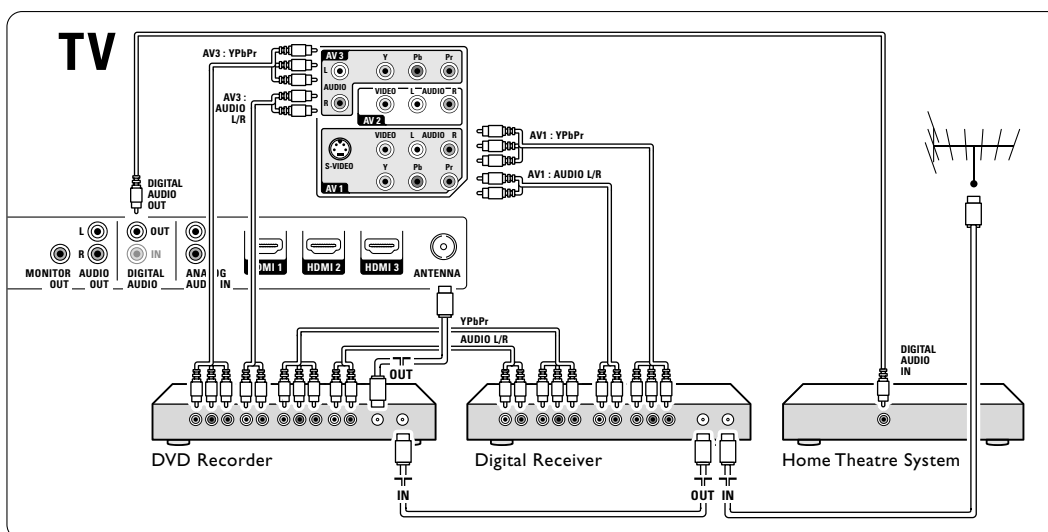 TV
AV3 : YPbPr
AV3 :
AUDIO
L/R
AV 3
L
Y
Pb
Pr
AUDIO
R
VIDEO
L AUDIO R
AV 2
VIDEO
L AUDIO R
S-VIDEO
Y
Pb
Pr
AV 1
AV1 : YPbPr
AV1 : AUDIO L/R
DIGITAL
AUDIO
OUT
L
OUT
R
IN
MONITOR
OUT
AUDIO
OUT
DIGITAL
AUDIO
HDMI 2
HDMI 3
ANTENNA
YPbPr
AUDIO L/R
OUT
DIGITAL
AUDIO
IN
DVD Recorder
Digital Receiver
Home Theatre System
IN
OUT
IN